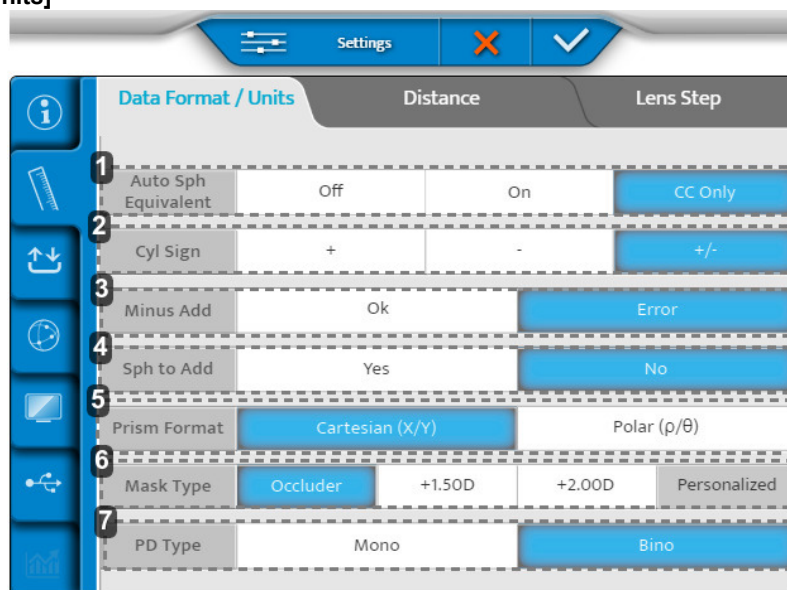 Settings
Data Format / Units Distance Lens Step
1
Auto Sph Equivalent Off On CC Only
2
Cyl Sign + - +/-
3
Minus Add Ok Error
4
Sph to Add Yes No
5
Prism Format Cartesian (X/Y) Polar (ρ/θ)
6
Mask Type Occluder +1.50D +2.00D Personalized
7
PD Type Mono Bino